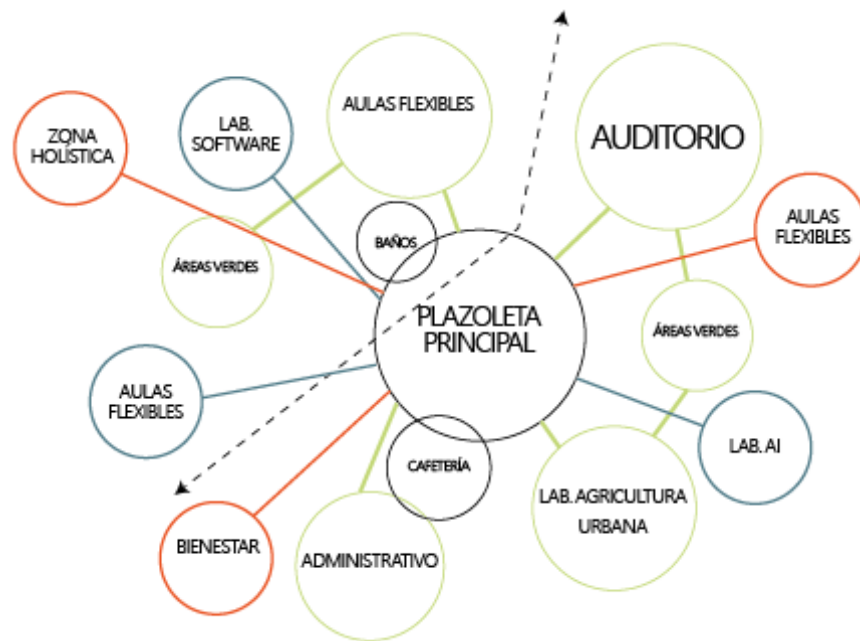 AULAS FLEXIBLES
LAB.
SOFTWARE
ZONA
HOLÍSTICA
AUDITORIO
AULAS
FLEXIBLES
BAÑOS
ÁREAS VERDES
PLAZOLETA
PRINCIPAL
ÁREAS VERDES
AULAS
FLEXIBLES
LAB. AI
CAFETERÍA
LAB. AGRICULTURA
URBANA
BIENESTAR
ADMINISTRATIVO